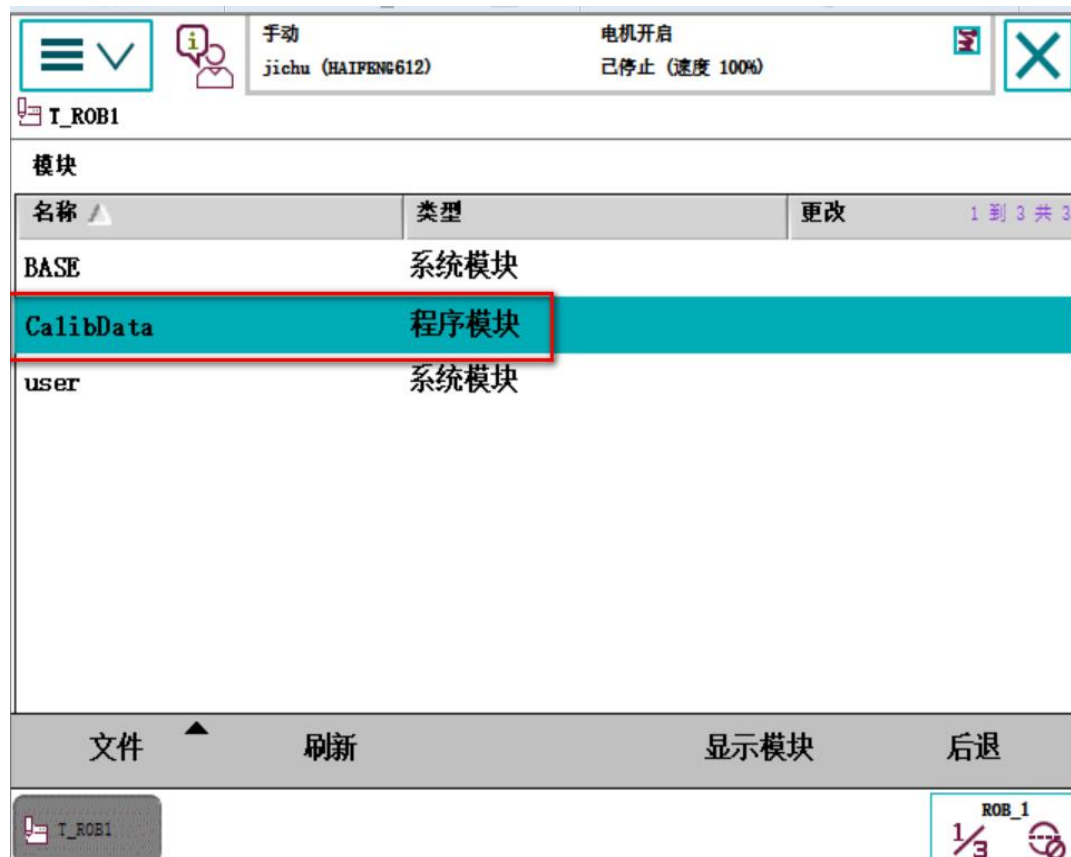 手动 电机开启
jichu (HAIFENG612) 已停止 (速度 100%)
T_ROB1
模块
名称 类型 更改 1 到 3 共 3
BASE 系统模块
CalibData 程序模块
user 系统模块
文件 刷新 显示模块 后退
T_ROB1 ROB_1
1/3